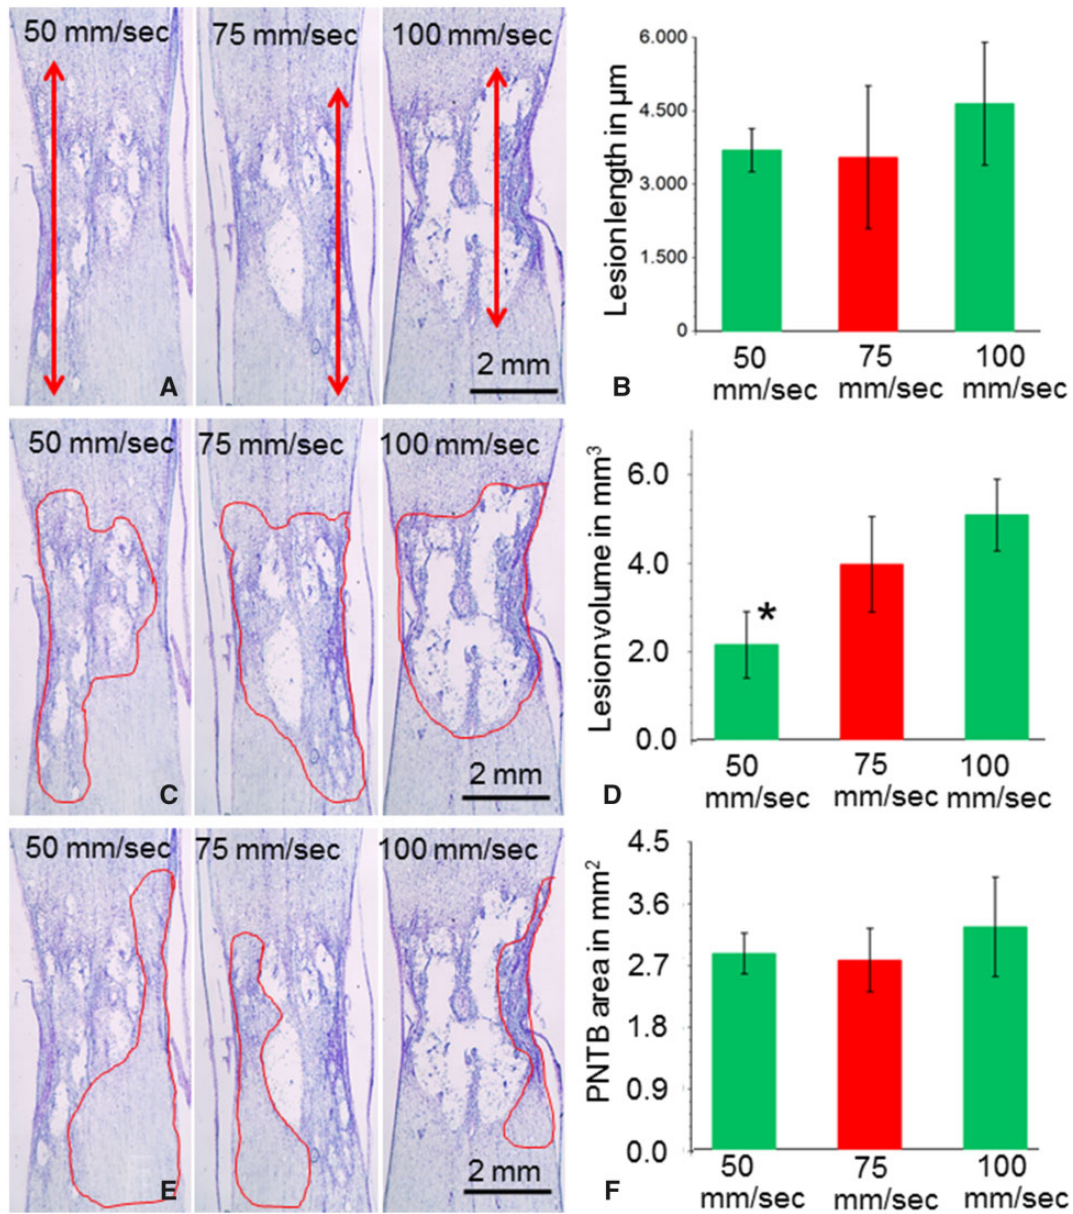 50 mm/sec
75 mm/sec
100 mm/sec
2 mm
A
Lesion length in µm
6.000
4.500
3.000
1.500
0
50
mm/sec
75
mm/sec
100
mm/sec
B
50 mm/sec
75 mm/sec
100 mm/sec
2 mm
C
Lesion volume in mm³
6.0
4.0
2.0
0.0
*
50
mm/sec
75
mm/sec
100
mm/sec
D
50 mm/sec
75 mm/sec
100 mm/sec
2 mm
E
PNTB area in mm²
4.5
3.6
2.7
1.8
0.9
0.0
50
mm/sec
75
mm/sec
100
mm/sec
F